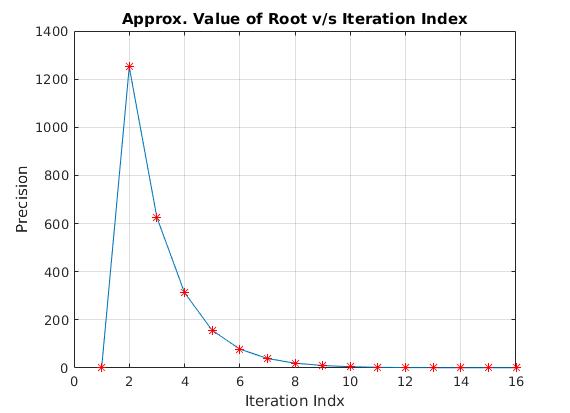 Approx. Value of Root v/s Iteration Index
1400
1200
1000
800
600
400
200
0
Precision
0 2 4 6 8 10 12 14 16
Iteration Indx